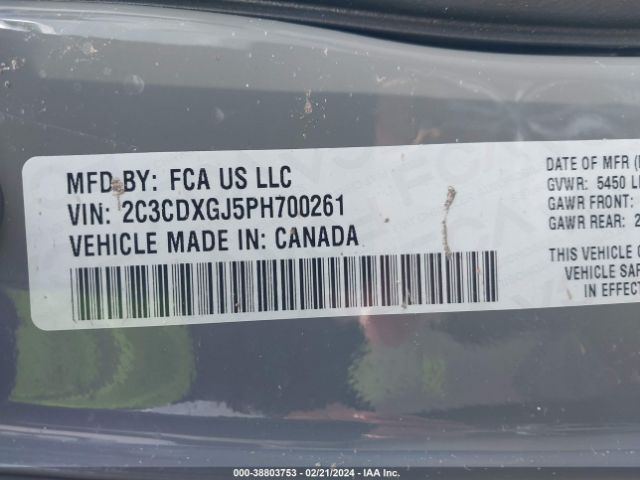 MFD BY: FCA US LLC
VIN: 2C3CDXGJ5PH700261
VEHICLE MADE IN: CANADA
DATE OF MFR (
GVWR: 5450 L
GAWR FRONT:
GAWR REAR: 2
THIS VEHICLE
VEHICLE SAF
IN EFFECT
000-38803753 - 02/21/2024 - IAA Inc.